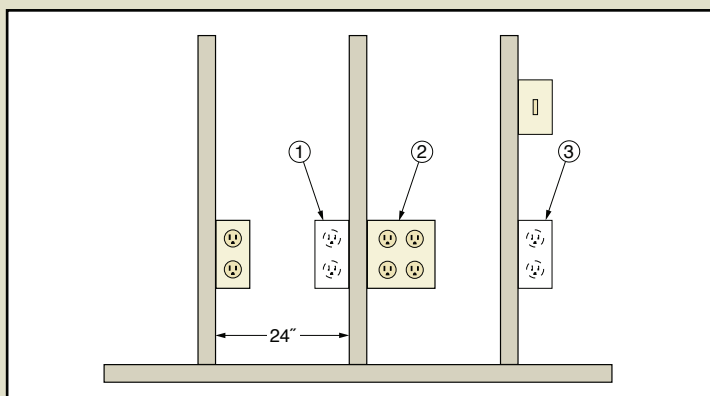 ① ② ③
24˝